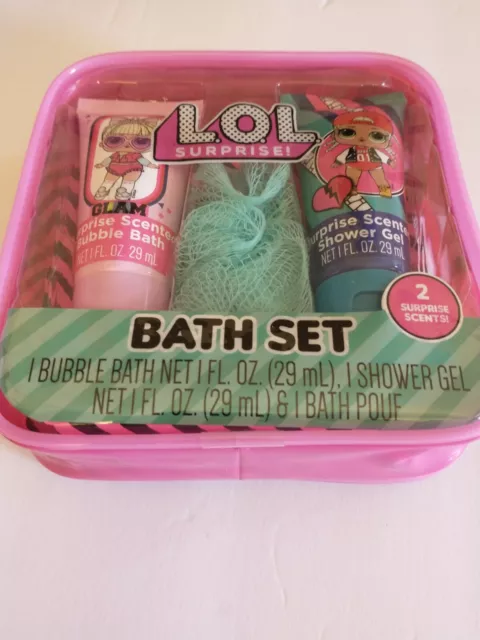 L.O.L.
SURPRISE!
GLAM
rprise Scented
Bubble Bath
NET 1 FL. OZ. 29 mL
urprise Scente
Shower Gel
NET 1 FL. OZ. 29 mL
2
SURPRISE
SCENTS!
BATH SET
1 BUBBLE BATH NET 1 FL. OZ. (29 mL), 1 SHOWER GEL
NET 1 FL. OZ. (29 mL) & 1 BATH POUF